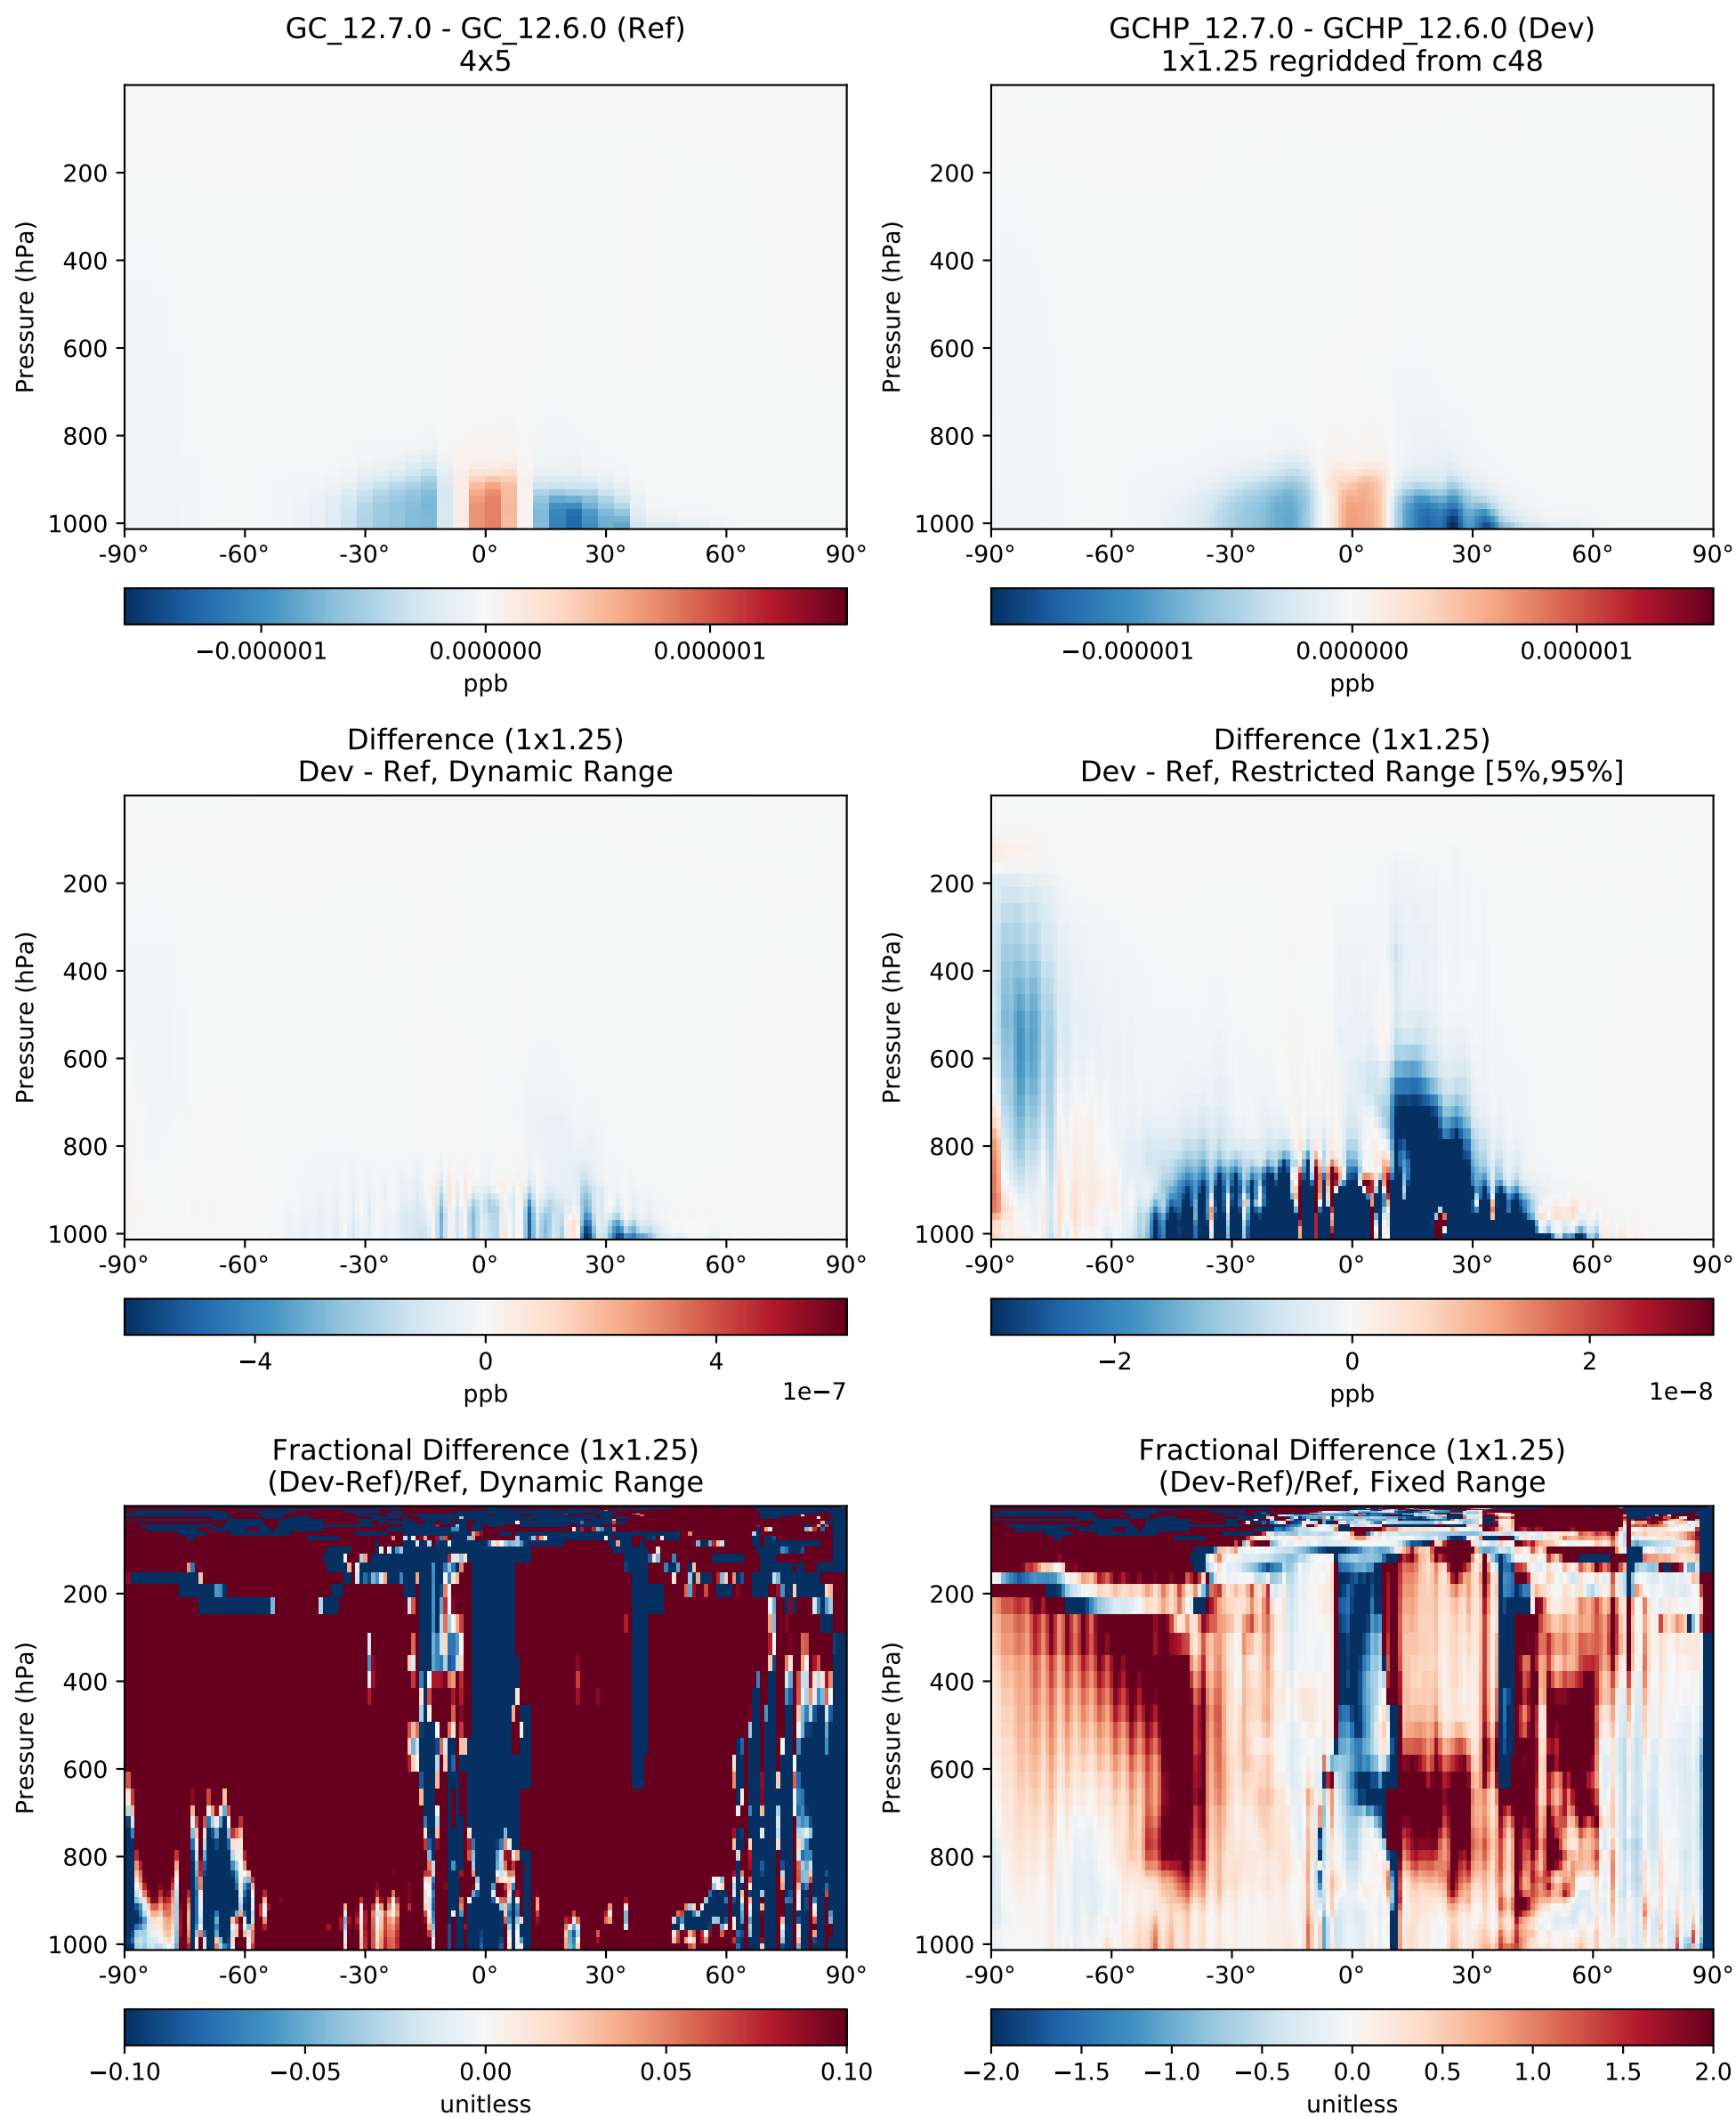 GC_12.7.0 - GC_12.6.0 (Ref)
4x5
GCHP_12.7.0 - GCHP_12.6.0 (Dev)
1x1.25 regridded from c48
Pressure (hPa)
200
400
600
800
1000
-90° -60° -30° 0° 30° 60° 90°
−0.000001 0.000000 0.000001
ppb
Pressure (hPa)
200
400
600
800
1000
-90° -60° -30° 0° 30° 60° 90°
−0.000001 0.000000 0.000001
ppb
Difference (1x1.25)
Dev - Ref, Dynamic Range
Difference (1x1.25)
Dev - Ref, Restricted Range [5%,95%]
Pressure (hPa)
200
400
600
800
1000
-90° -60° -30° 0° 30° 60° 90°
−4 0 4
ppb
1e−7
Pressure (hPa)
200
400
600
800
1000
-90° -60° -30° 0° 30° 60° 90°
−2 0 2
ppb
1e−8
Fractional Difference (1x1.25)
(Dev-Ref)/Ref, Dynamic Range
Fractional Difference (1x1.25)
(Dev-Ref)/Ref, Fixed Range
Pressure (hPa)
200
400
600
800
1000
-90° -60° -30° 0° 30° 60° 90°
−0.10 −0.05 0.00 0.05 0.10
unitless
Pressure (hPa)
200
400
600
800
1000
-90° -60° -30° 0° 30° 60° 90°
−2.0 −1.5 −1.0 −0.5 0.0 0.5 1.0 1.5 2.0
unitless